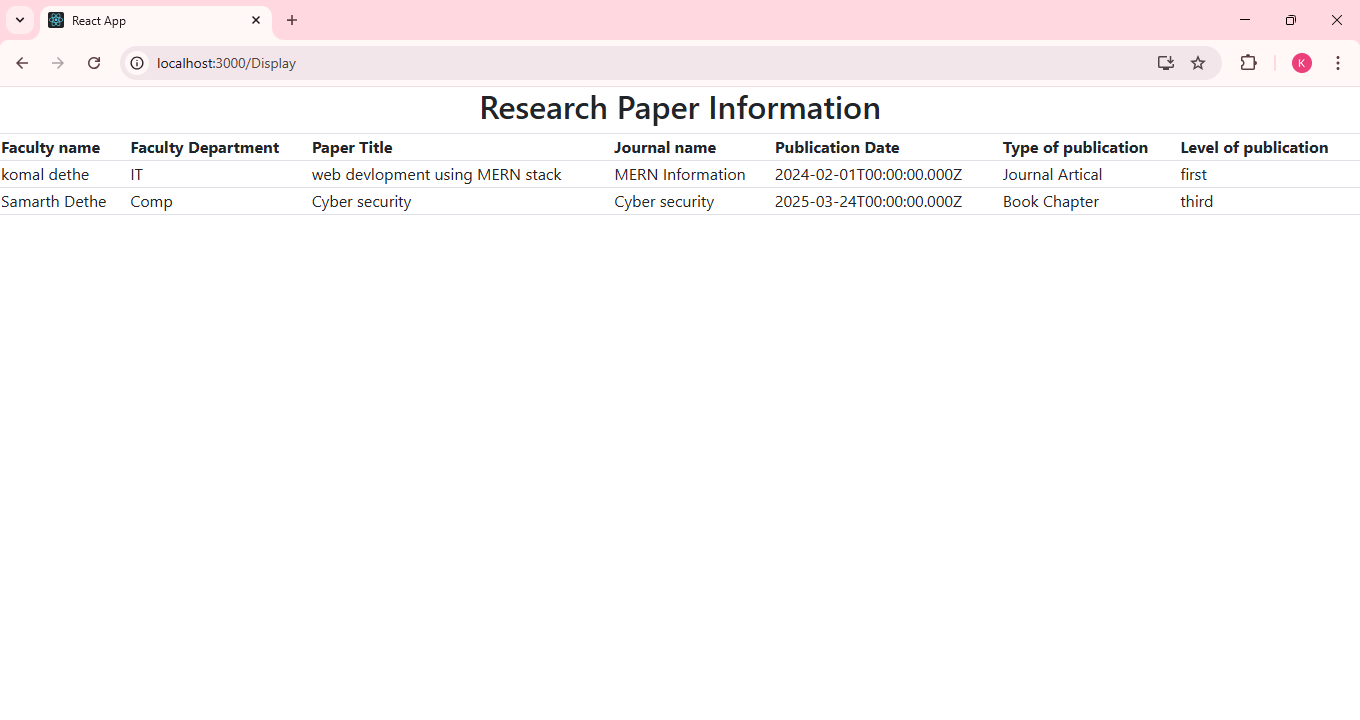 React App
localhost:3000/Display
K
Research Paper Information
Faculty name Faculty Department Paper Title Journal name Publication Date Type of publication Level of publication
komal dethe IT web devlopment using MERN stack MERN Information 2024-02-01T00:00:00.000Z Journal Artical first
Samarth Dethe Comp Cyber security Cyber security 2025-03-24T00:00:00.000Z Book Chapter third